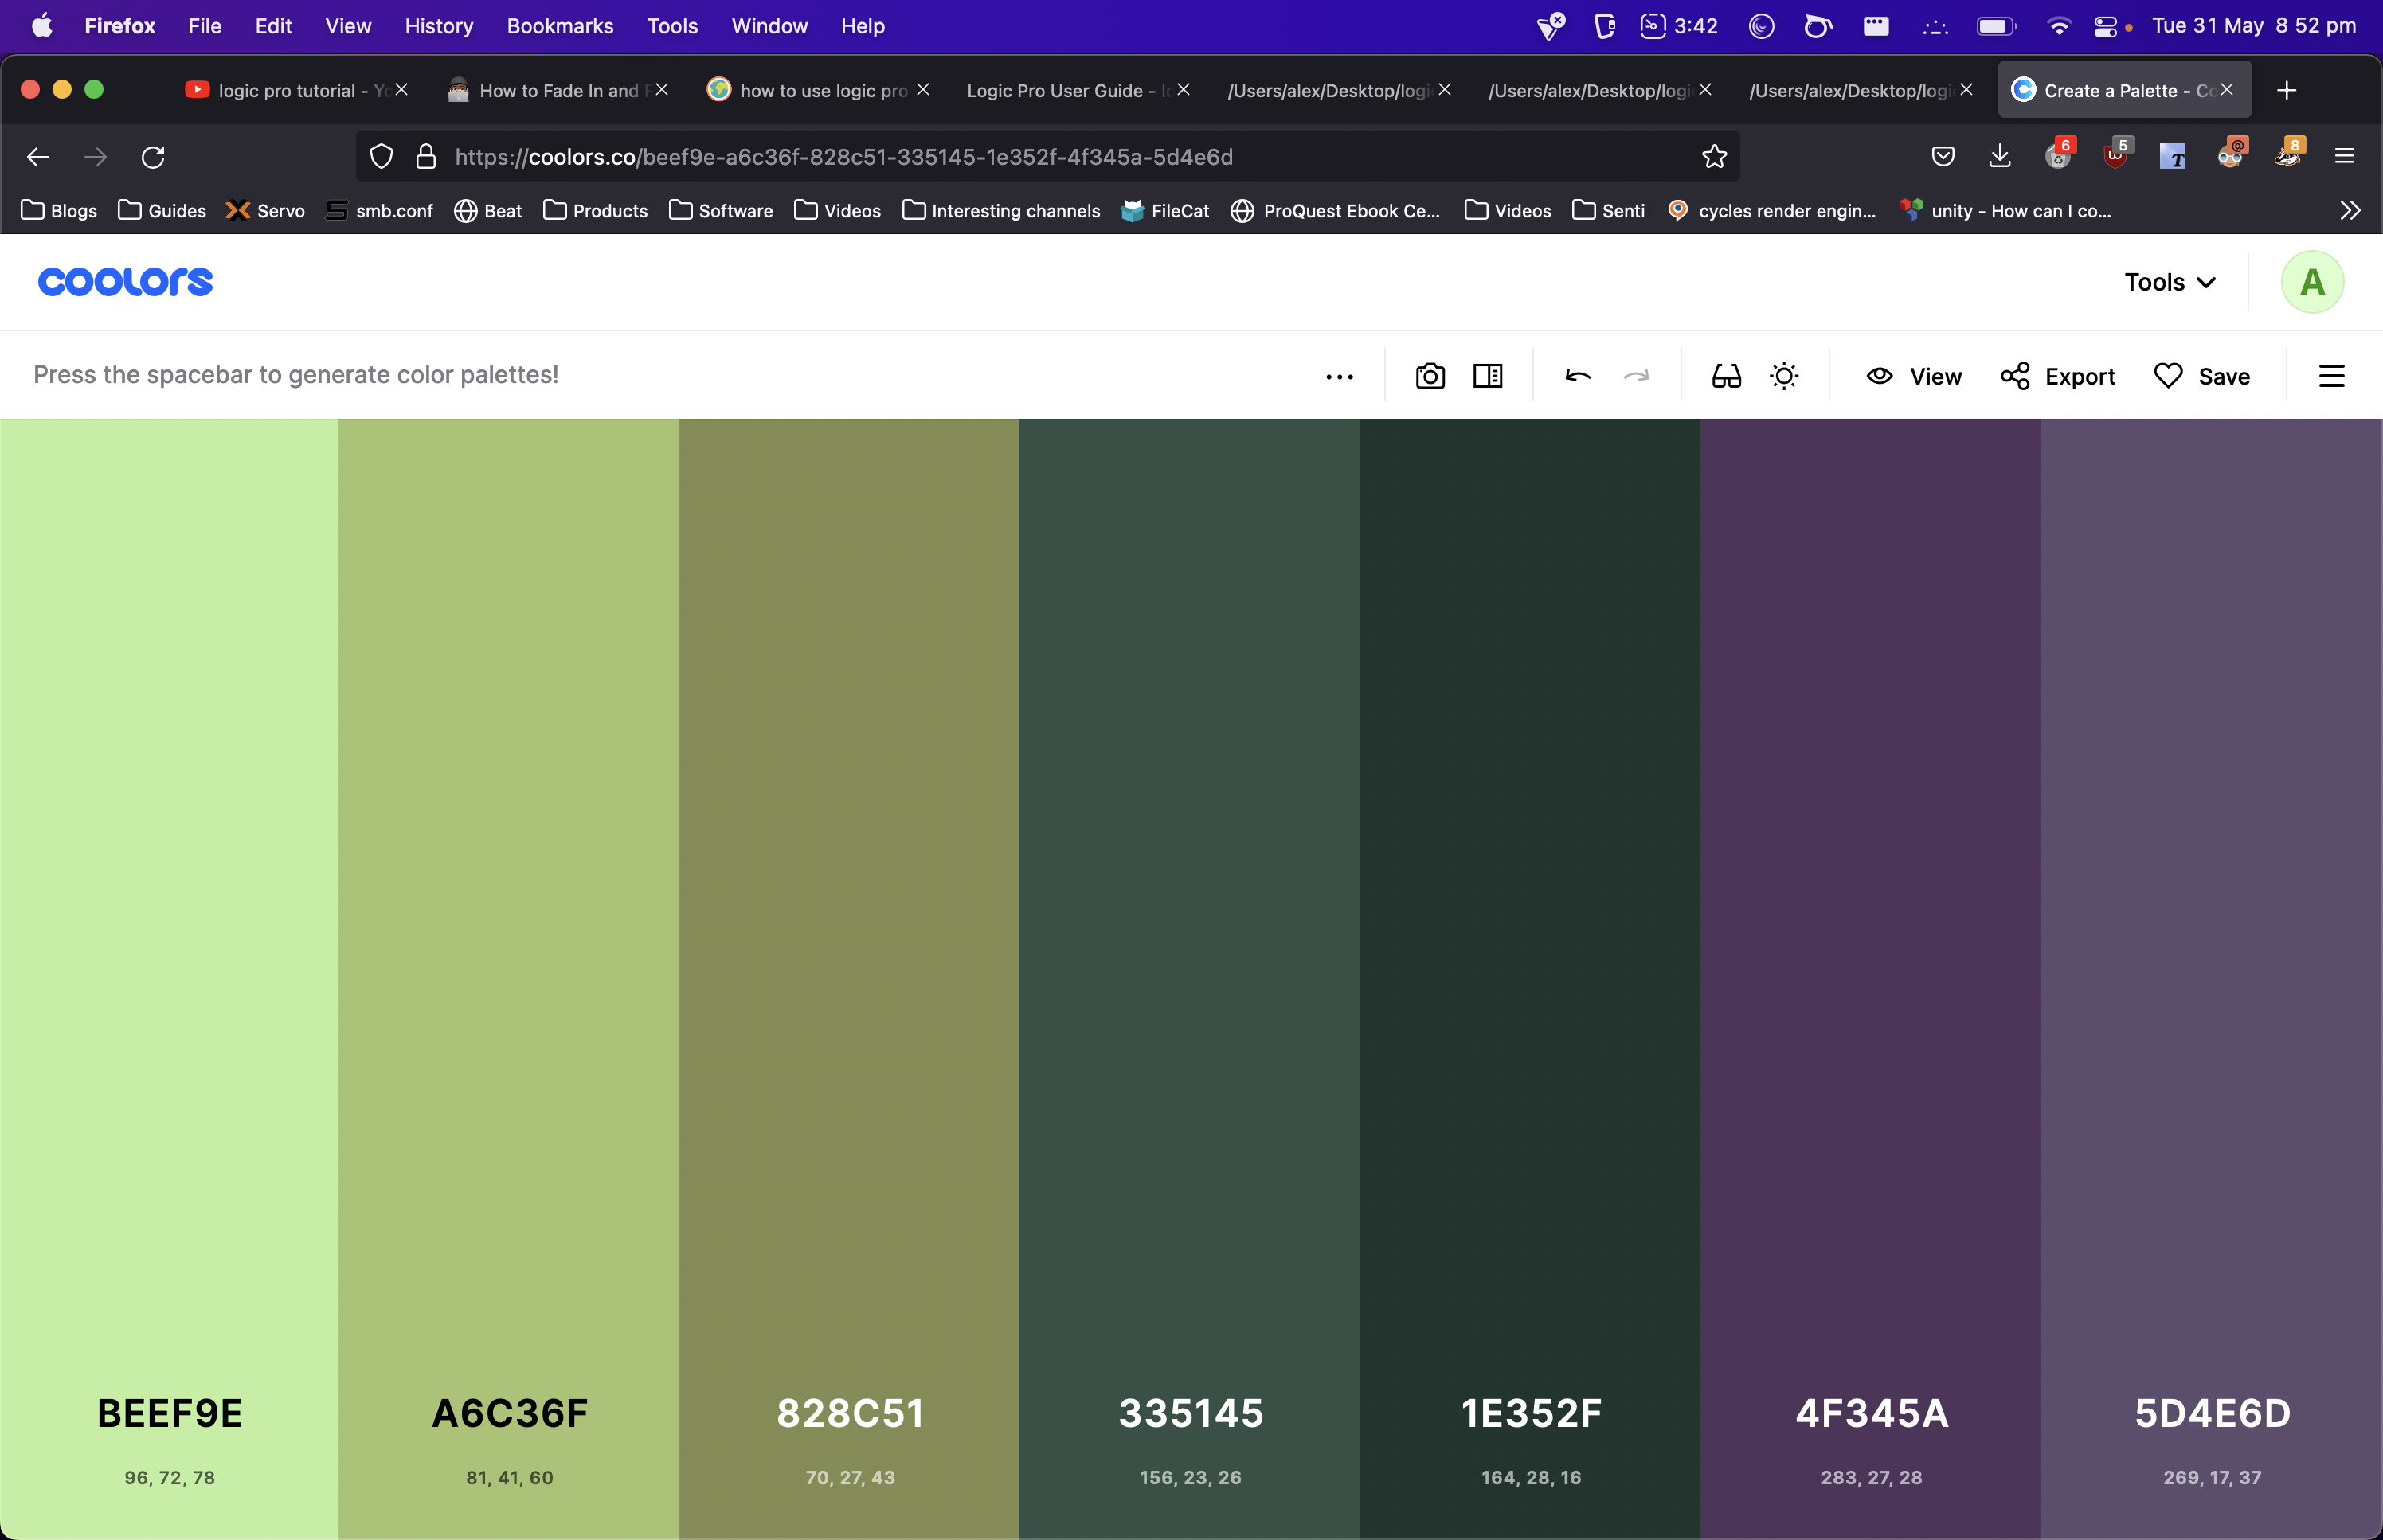 Firefox File Edit View History Bookmarks Tools Window Help 3:42 Tue 31 May 8 52 pm
logic pro tutorial - Yo How to Fade In and F how to use logic pro Logic Pro User Guide - lo /Users/alex/Desktop/logi /Users/alex/Desktop/logi /Users/alex/Desktop/logi Create a Palette - Co
https://coolors.co/beef9e-a6c36f-828c51-335145-1e352f-4f345a-5d4e6d 6 5 T @ 8
Blogs Guides Servo smb.conf Beat Products Software Videos Interesting channels FileCat ProQuest Ebook Ce... Videos Senti cycles render engin... unity - How can I co...
coolors Tools A
Press the spacebar to generate color palettes! View Export Save
BEEF9E A6C36F 828C51 335145 1E352F 4F345A 5D4E6D
96, 72, 78 81, 41, 60 70, 27, 43 156, 23, 26 164, 28, 16 283, 27, 28 269, 17, 37